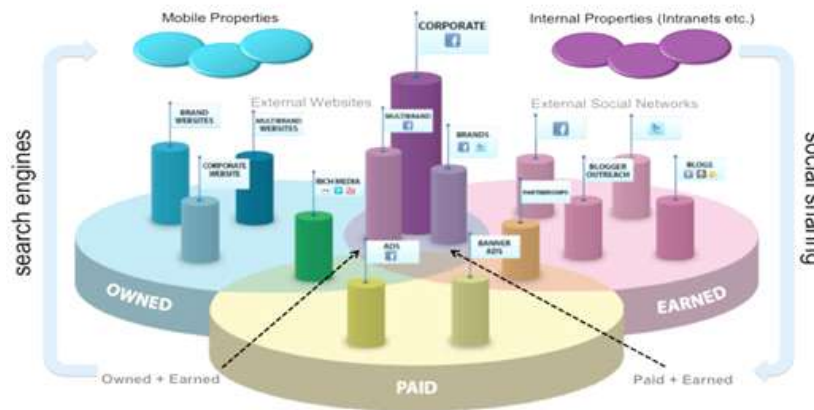 Mobile Properties
Internal Properties (Intranets etc.)
CORPORATE
External Websites
External Social Networks
BRAND
WEBSITES
MULTIBRAND
WEBSITES
MULTIBRAND
BRANDS
CORPORATE
WEBSITE
RICH MEDIA
PARTNERSHIPS
BLOGGER
OUTREACH
BLOGS
ADS
BANNER
ADS
OWNED
EARNED
PAID
Owned + Earned
Paid + Earned
search engines
social sharing